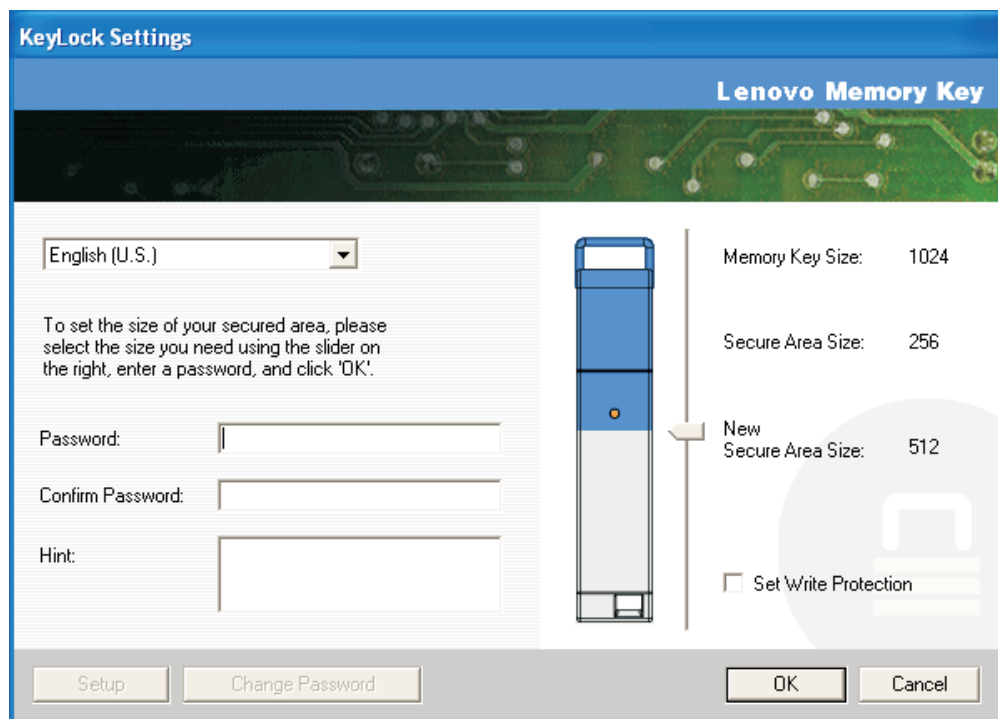 KeyLock Settings
Lenovo Memory Key
English (U.S.)
To set the size of your secured area, please
select the size you need using the slider on
the right, enter a password, and click 'OK'.
Password:
Confirm Password:
Hint:
Memory Key Size: 1024
Secure Area Size: 256
New
Secure Area Size: 512
Set Write Protection
Setup
Change Password
OK
Cancel